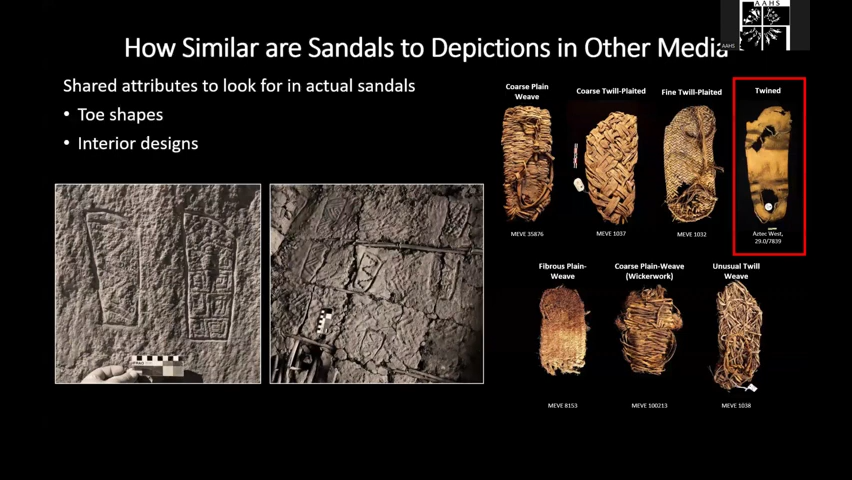 AAHS
AAHS
How Similar are Sandals to Depictions in Other Media
Shared attributes to look for in actual sandals
• Toe shapes
• Interior designs
Coarse Plain
Weave
Coarse Twill-Plaited
Fine Twill-Plaited
Twined
MEVE 35876
MEVE 1037
MEVE 1032
Aztec West,
29.0/7839
Fibrous Plain-
Weave
Coarse Plain-Weave
(Wickerwork)
Unusual Twill
Weave
MEVE 8153
MEVE 100213
MEVE 1038